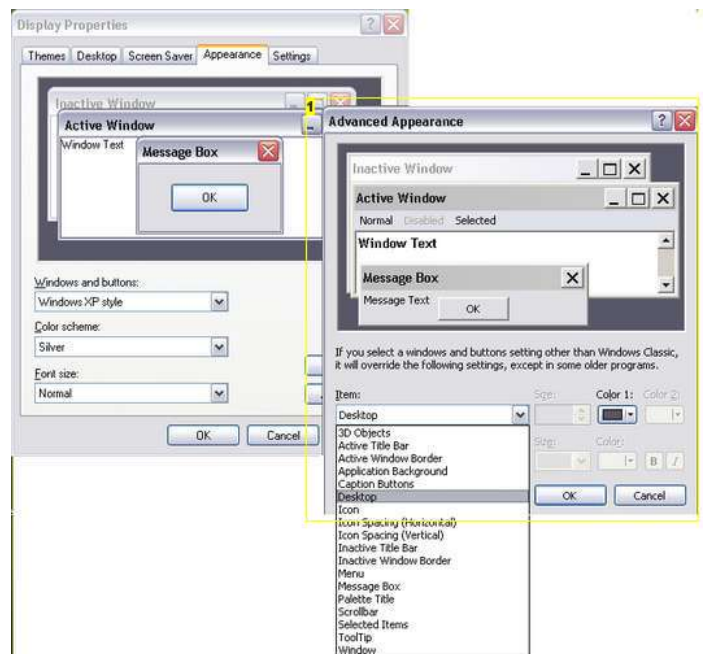 Display Properties
Themes Desktop Screen Saver Appearance Settings
Inactive Window
Active Window
Window Text
Message Box
OK
Windows and buttons:
Windows XP style
Color scheme:
Silver
Font size:
Normal
OK Cancel
1
Advanced Appearance
Inactive Window
Active Window
Normal Disabled Selected
Window Text
Message Box
Message Text
OK
If you select a windows and buttons setting other than Windows Classic,
it will override the following settings, except in some older programs.
Item: Size: Color 1: Color 2:
Desktop
Size: Color:
B I
OK Cancel
3D Objects
Active Title Bar
Active Window Border
Application Background
Caption Buttons
Desktop
Icon
Icon Spacing (Horizontal)
Icon Spacing (Vertical)
Inactive Title Bar
Inactive Window Border
Menu
Message Box
Palette Title
Scrollbar
Selected Items
ToolTip
Window